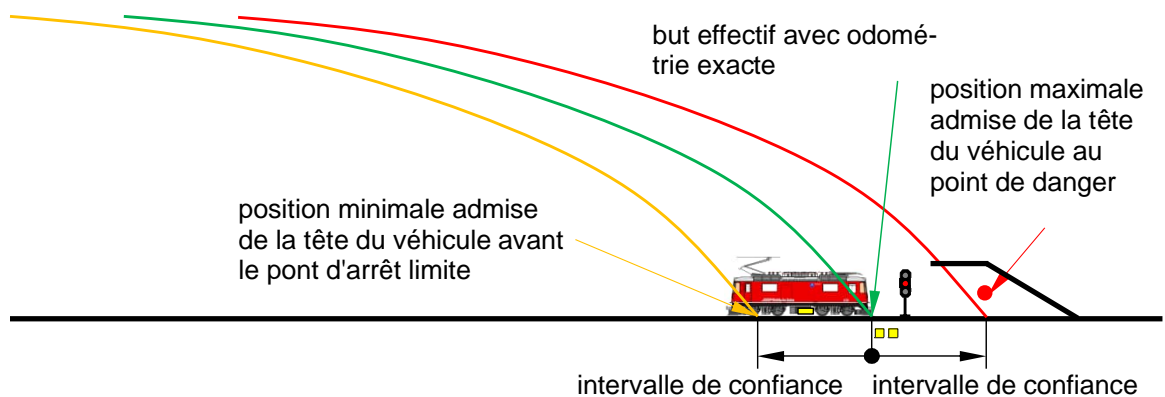 but effectif avec odomé-
trie exacte
position maximale
admise de la tête
du véhicule au
point de danger
position minimale admise
de la tête du véhicule avant
le pont d'arrêt limite
intervalle de confiance
intervalle de confiance